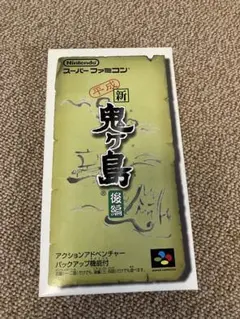 Nintendo
スーパーファミコン
平成
新
鬼ヶ島
後編
アクションアドベンチャー
バックアップ機能付